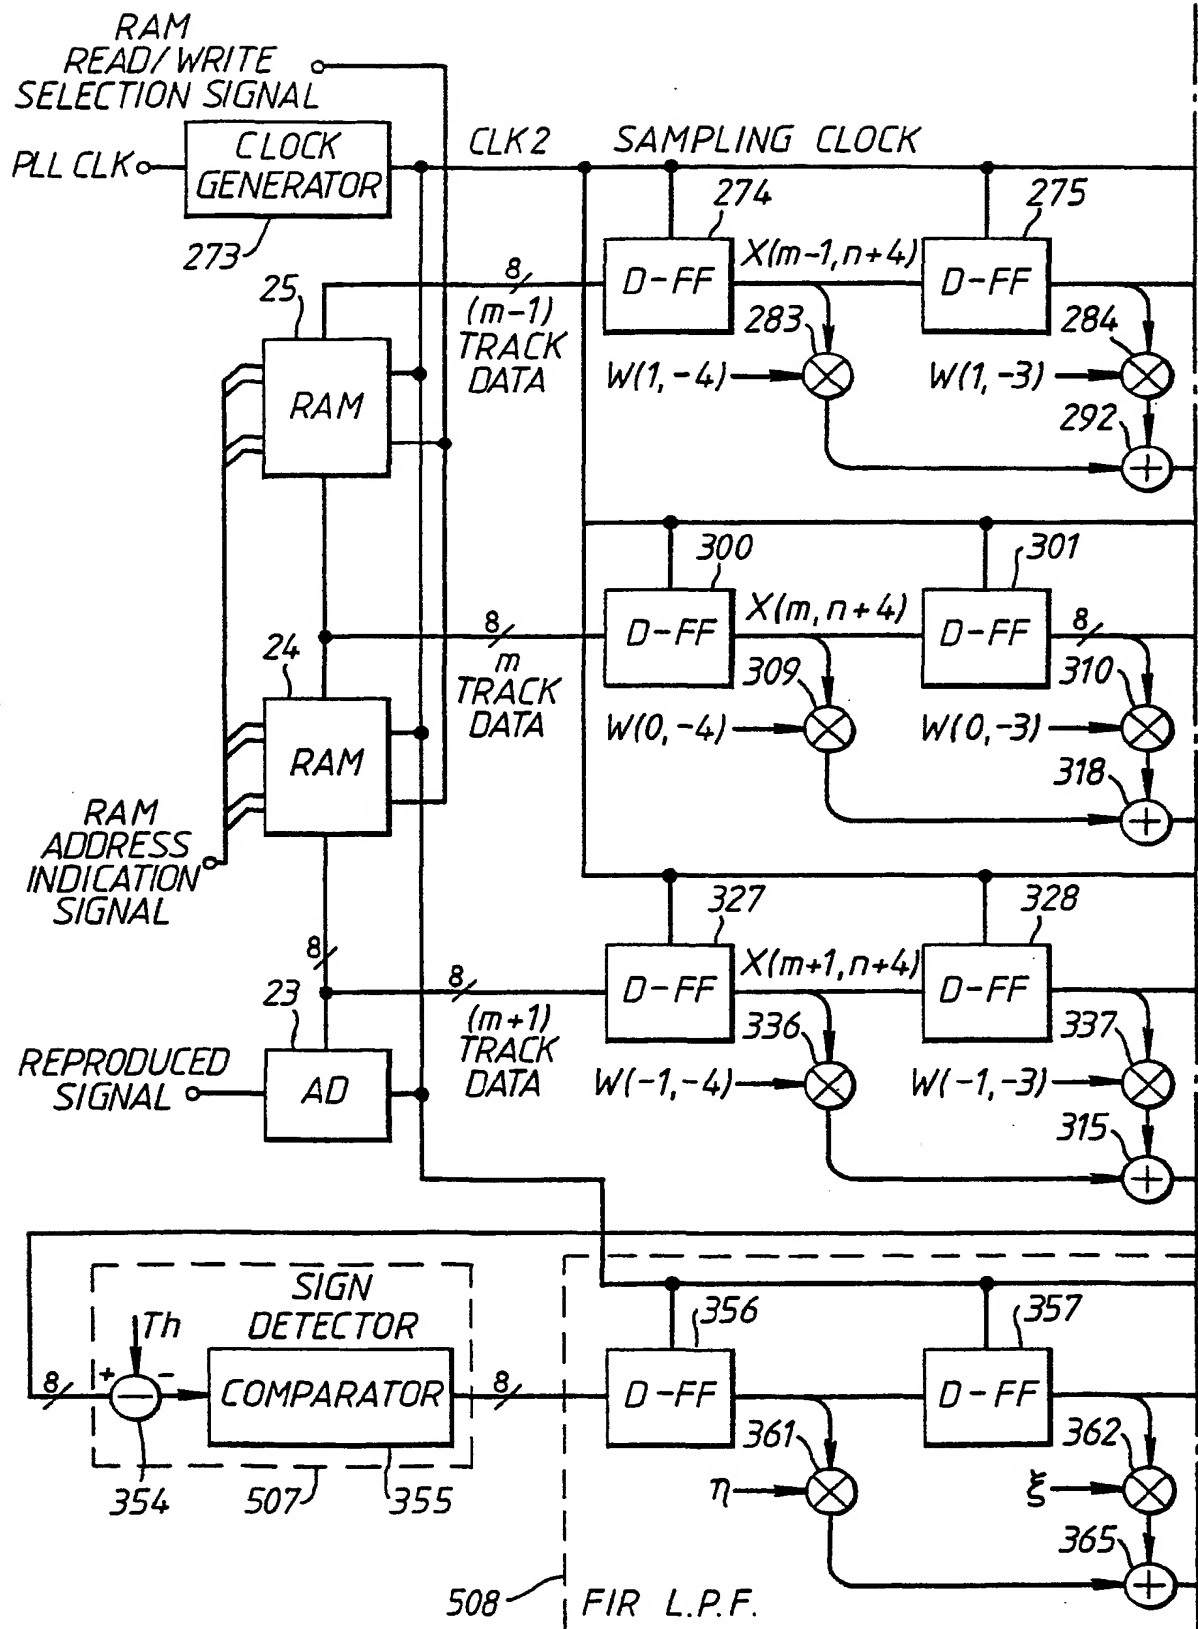 RAM
READ/WRITE
SELECTION SIGNAL
PLL CLK
CLOCK
GENERATOR
273
CLK2
SAMPLING CLOCK
274
275
25
8
(m-1)
TRACK
DATA
D-FF
X(m-1,n+4)
D-FF
283
284
W(1,-4)
W(1,-3)
RAM
292
+
300
301
8
m
TRACK
DATA
D-FF
X(m,n+4)
D-FF
8
24
309
310
W(0,-4)
W(0,-3)
RAM
318
+
RAM
ADDRESS
INDICATION
SIGNAL
327
328
8
8
(m+1)
TRACK
DATA
D-FF
X(m+1,n+4)
D-FF
23
336
337
REPRODUCED
SIGNAL
AD
W(-1,-4)
W(-1,-3)
315
+
SIGN
DETECTOR
Th
356
357
8
+
-
−
COMPARATOR
8
D-FF
D-FF
354
507
355
361
362
η
ξ
365
+
508
FIR L.P.F.